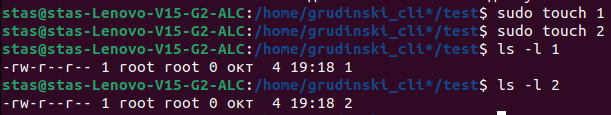 stas@stas-Lenovo-V15-G2-ALC:/home/grudinski_cli*/test$ sudo touch 1
stas@stas-Lenovo-V15-G2-ALC:/home/grudinski_cli*/test$ sudo touch 2
stas@stas-Lenovo-V15-G2-ALC:/home/grudinski_cli*/test$ ls -l 1
-rw-r--r-- 1 root root 0 окт  4 19:18 1
stas@stas-Lenovo-V15-G2-ALC:/home/grudinski_cli*/test$ ls -l 2
-rw-r--r-- 1 root root 0 окт  4 19:18 2